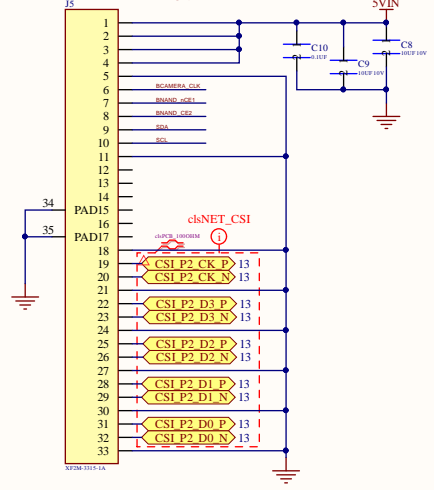 J5
5VIN
1
2
3
4
5
6 BCAMERA_CLK
7 BNAND_nCE1
8 BNAND_CE2
9 SDA
10 SCL
11
12
13
14
34 PAD15
16
35 PAD17
18
19 CSI_P2_CK_P 13
20 CSI_P2_CK_N 13
21
22 CSI_P2_D3_P 13
23 CSI_P2_D3_N 13
24
25 CSI_P2_D2_P 13
26 CSI_P2_D2_N 13
27
28 CSI_P2_D1_P 13
29 CSI_P2_D1_N 13
30
31 CSI_P2_D0_P 13
32 CSI_P2_D0_N 13
33
XF2M-3315-1A
clsNET_CSI
i
clsPCB_100OHM
C10
0.1UF
C9
10UF 10V
C8
10UF 10V